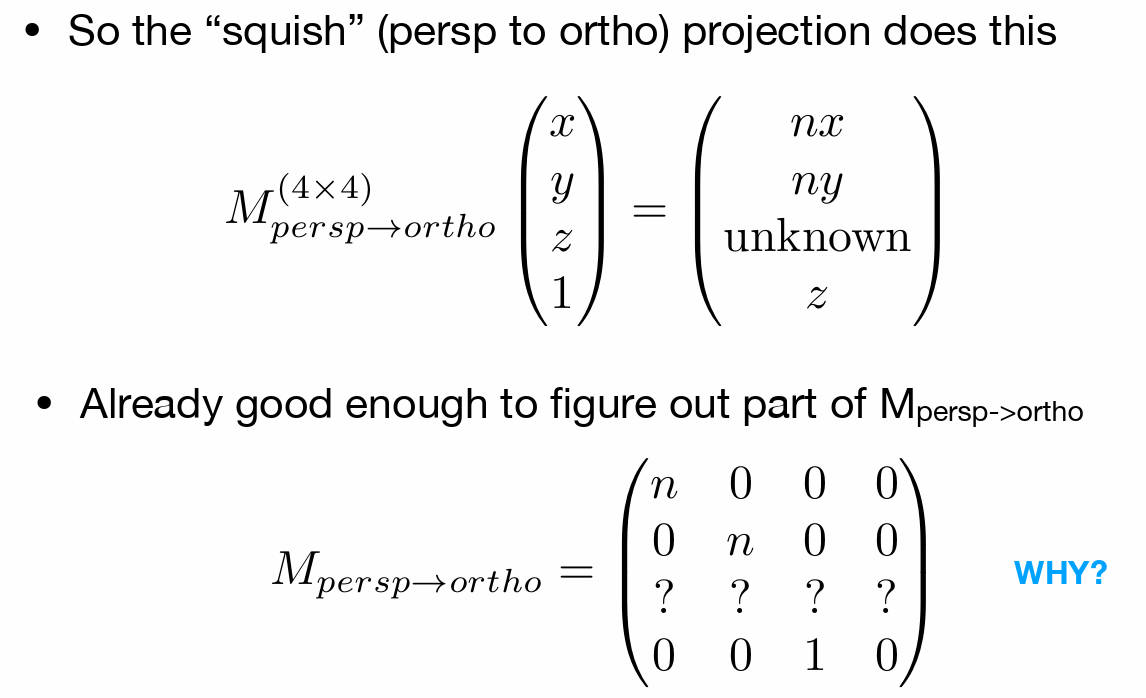 • So the “squish” (persp to ortho) projection does this
$M^{(4\times4)}_{persp\to ortho} \begin{pmatrix} x \\ y \\ z \\ 1 \end{pmatrix} = \begin{pmatrix} nx \\ ny \\ \text{unknown} \\ z \end{pmatrix}$
• Already good enough to figure out part of M_{persp->ortho}
$M_{persp\to ortho} = \begin{pmatrix} n & 0 & 0 & 0 \\ 0 & n & 0 & 0 \\ ? & ? & ? & ? \\ 0 & 0 & 1 & 0 \end{pmatrix}$ WHY?